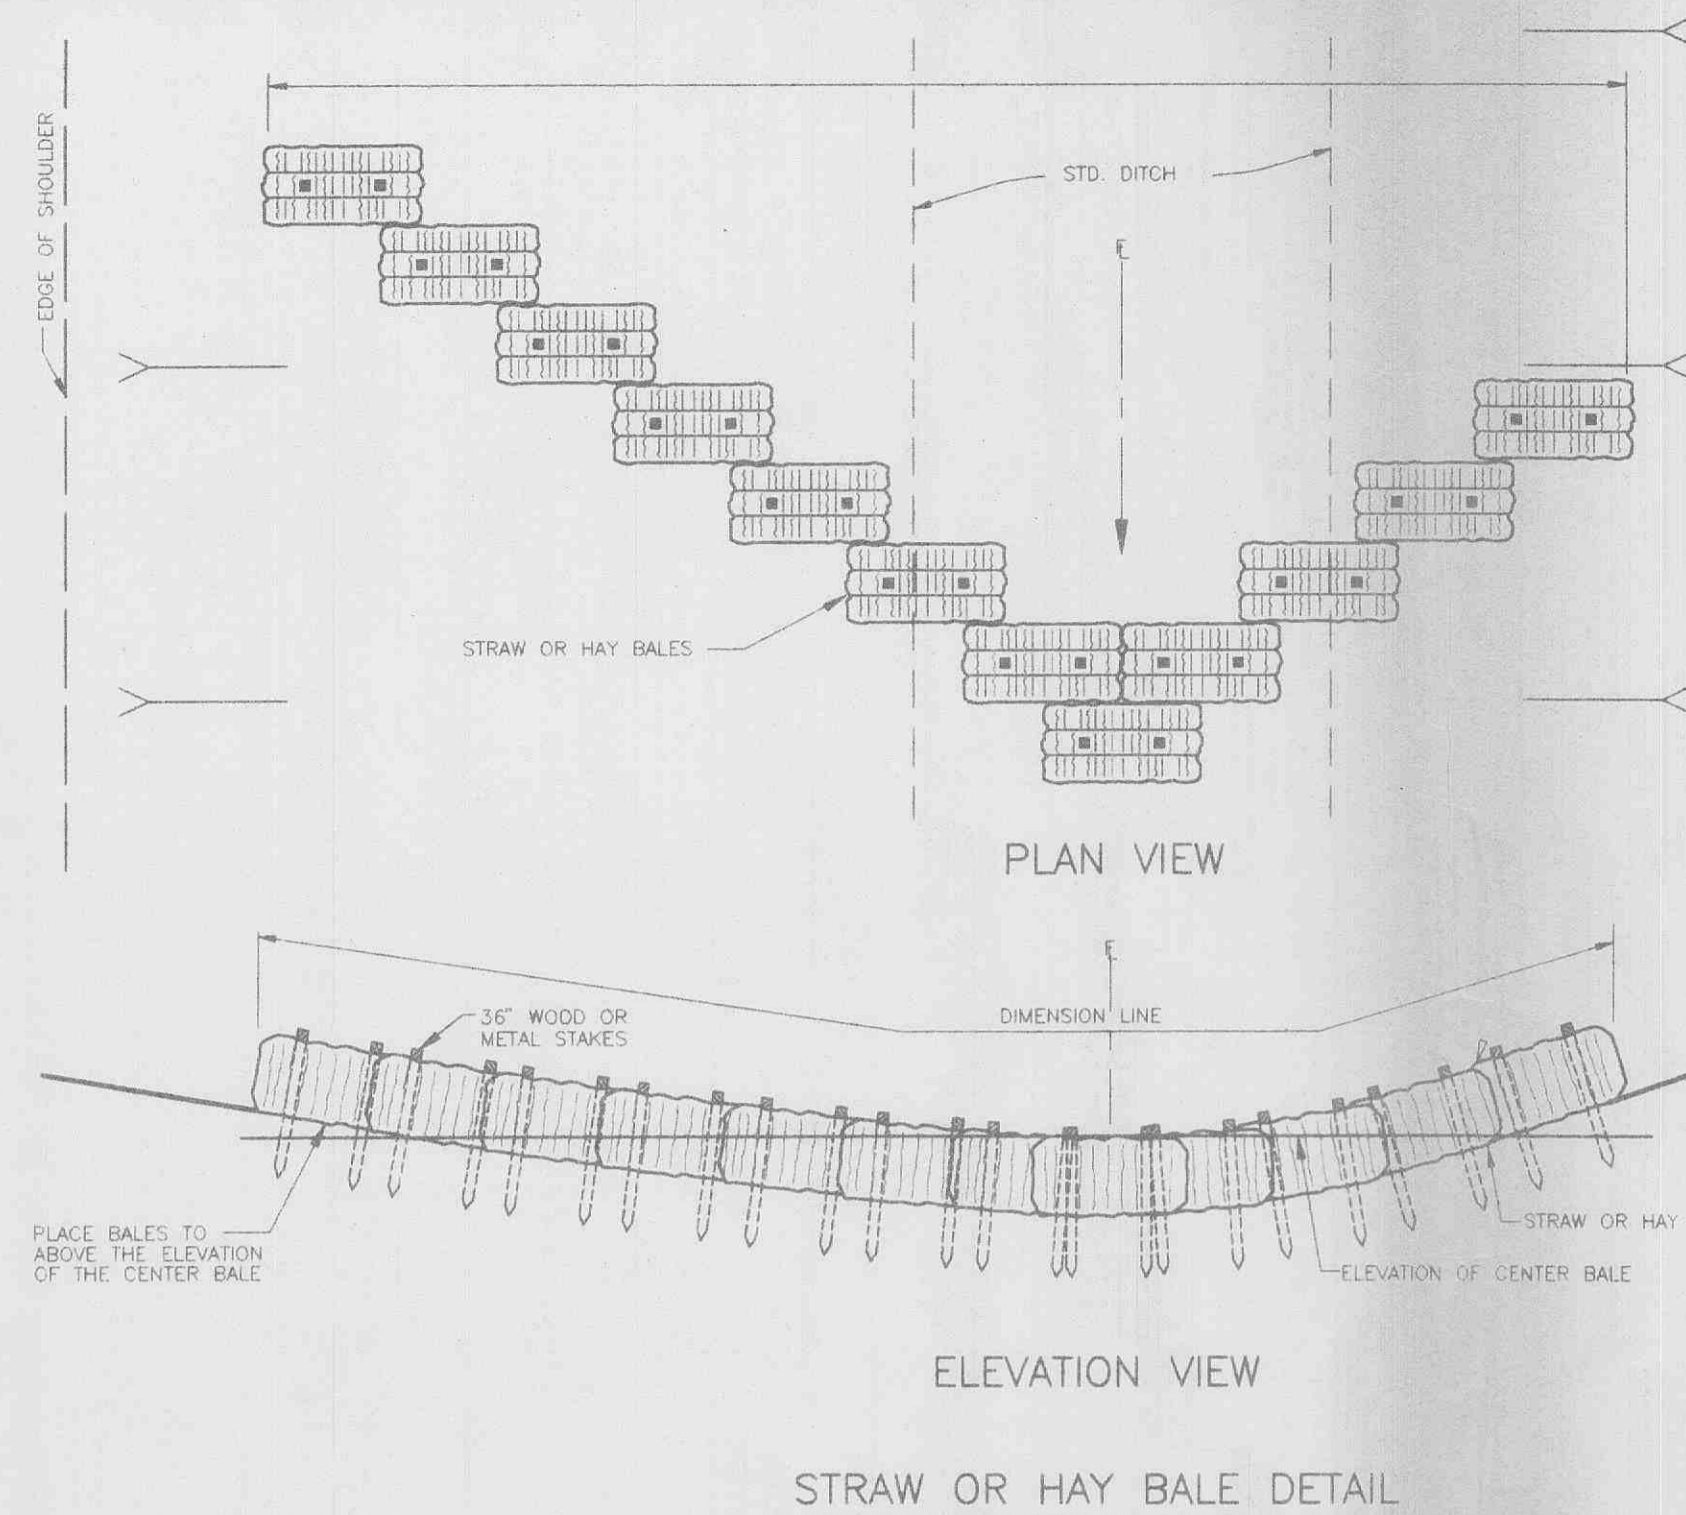 EDGE OF SHOULDER
STD. DITCH
STRAW OR HAY BALES
PLAN VIEW
36" WOOD OR
METAL STAKES
DIMENSION LINE
PLACE BALES TO
ABOVE THE ELEVATION
OF THE CENTER BALE
STRAW OR HAY
ELEVATION OF CENTER BALE
ELEVATION VIEW
STRAW OR HAY BALE DETAIL